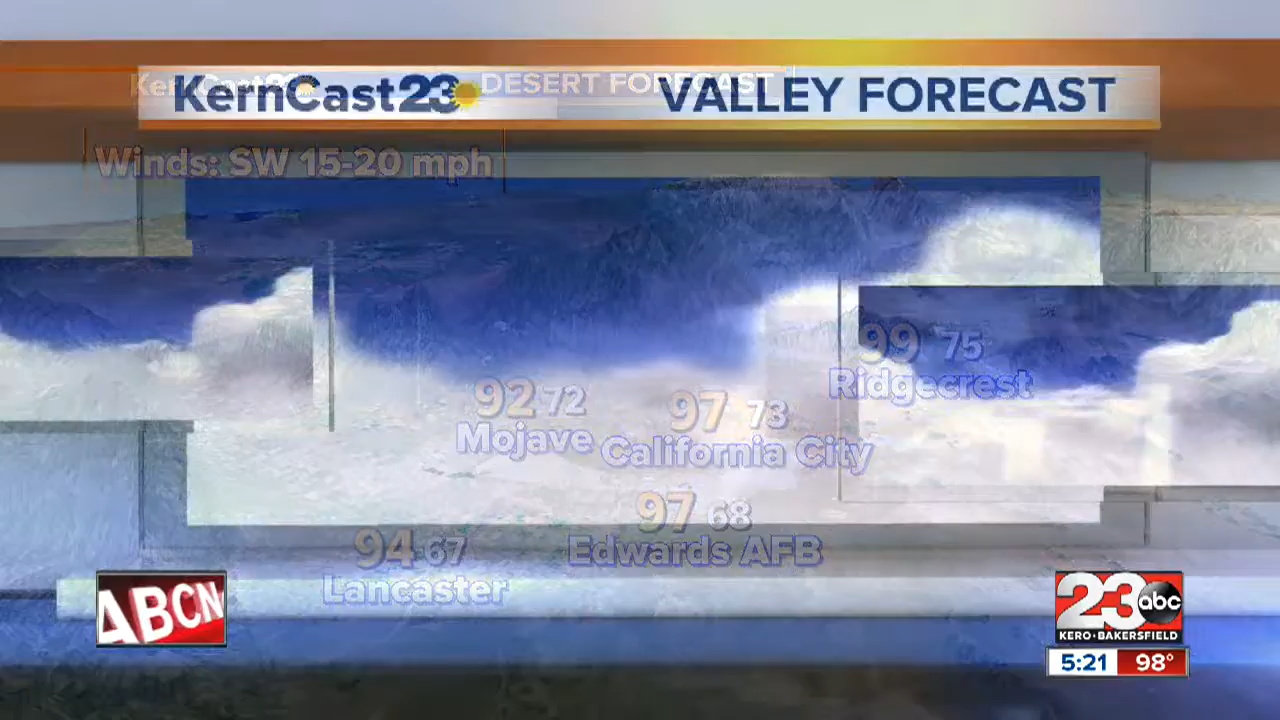 KernCast23 DESERT FORECAST
KernCast23 VALLEY FORECAST
Winds: SW 15-20 mph
99 75
Ridgecrest
92 72
Mojave
97 73
California City
97 68
Edwards AFB
94 67
Lancaster
ABCN
23 abc
KERO•BAKERSFIELD
5:21 98°